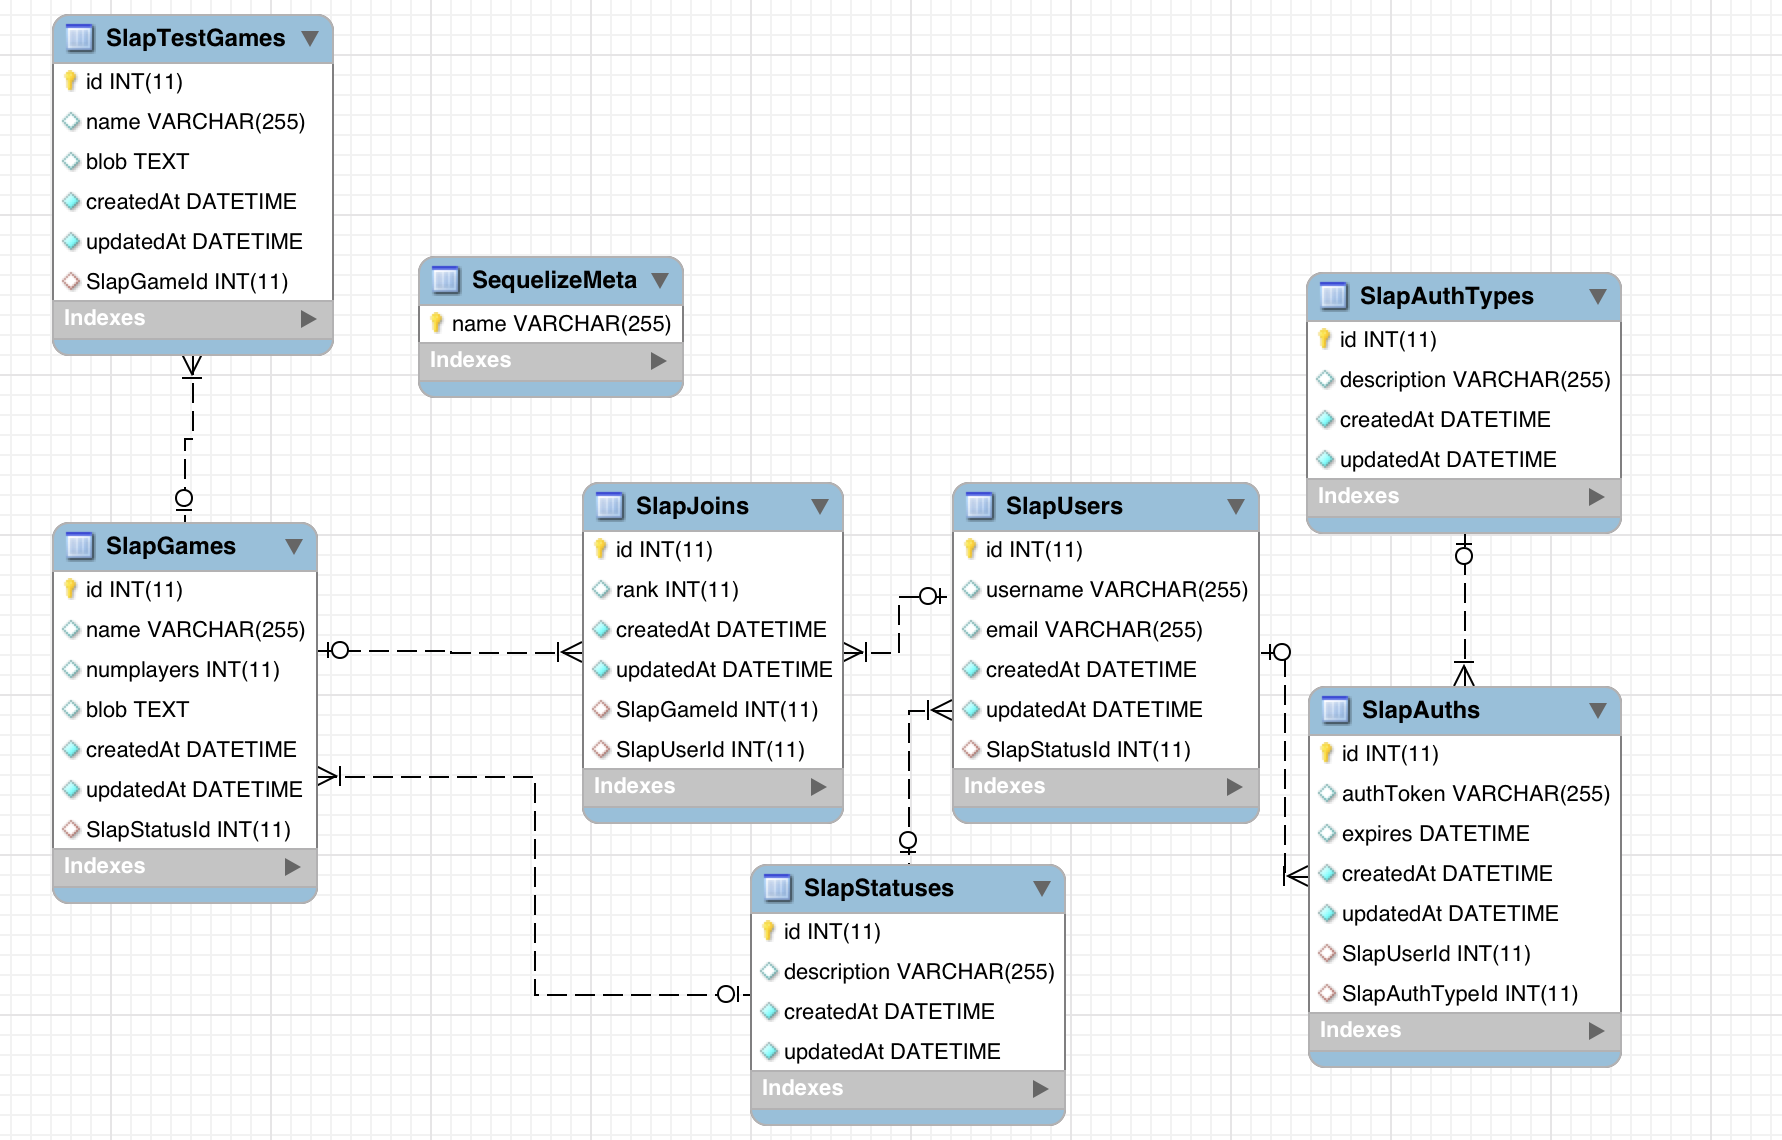 SlapTestGames
id INT(11)
name VARCHAR(255)
blob TEXT
createdAt DATETIME
updatedAt DATETIME
SlapGameId INT(11)
Indexes
SequelizeMeta
name VARCHAR(255)
Indexes
SlapAuthTypes
id INT(11)
description VARCHAR(255)
createdAt DATETIME
updatedAt DATETIME
Indexes
SlapGames
id INT(11)
name VARCHAR(255)
numplayers INT(11)
blob TEXT
createdAt DATETIME
updatedAt DATETIME
SlapStatusId INT(11)
Indexes
SlapJoins
id INT(11)
rank INT(11)
createdAt DATETIME
updatedAt DATETIME
SlapGameId INT(11)
SlapUserId INT(11)
Indexes
SlapUsers
id INT(11)
username VARCHAR(255)
email VARCHAR(255)
createdAt DATETIME
updatedAt DATETIME
SlapStatusId INT(11)
Indexes
SlapAuths
id INT(11)
authToken VARCHAR(255)
expires DATETIME
createdAt DATETIME
updatedAt DATETIME
SlapUserId INT(11)
SlapAuthTypeId INT(11)
Indexes
SlapStatuses
id INT(11)
description VARCHAR(255)
createdAt DATETIME
updatedAt DATETIME
Indexes